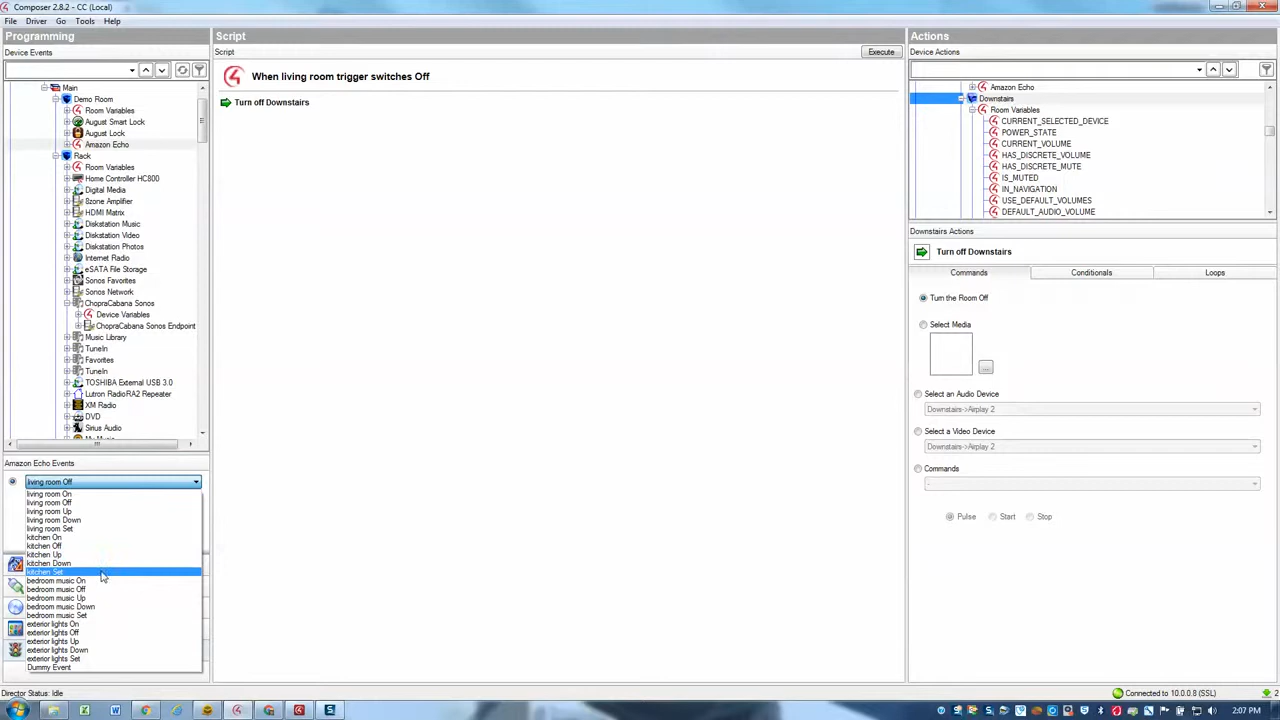 Composer 2.8.2 - CC (Local)
File Driver Go Tools Help
Programming
Device Events
Main
Demo Room
Room Variables
August Smart Lock
August Lock
Amazon Echo
Rack
Room Variables
Home Controller HC800
Digital Media
8zone Amplifier
HDMI Matrix
Diskstation Music
Diskstation Video
Diskstation Photos
Internet Radio
eSATA File Storage
Sonos Favorites
Sonos Network
ChopraCabana Sonos
Device Variables
ChopraCabana Sonos Endpoint
Music Library
TuneIn
Favorites
TuneIn
TOSHIBA External USB 3.0
Lutron RadioRA2 Repeater
XM Radio
DVD
Sirius Audio
Amazon Echo Events
living room Off
living room On
living room Off
living room Up
living room Down
living room Set
kitchen On
kitchen Off
kitchen Up
kitchen Down
kitchen Set
bedroom music On
bedroom music Off
bedroom music Up
bedroom music Down
bedroom music Set
exterior lights On
exterior lights Off
exterior lights Up
exterior lights Down
exterior lights Set
Dummy Event
Script
Script
Execute
When living room trigger switches Off
Turn off Downstairs
Actions
Device Actions
Amazon Echo
Downstairs
Room Variables
CURRENT_SELECTED_DEVICE
POWER_STATE
CURRENT_VOLUME
HAS_DISCRETE_VOLUME
HAS_DISCRETE_MUTE
IS_MUTED
IN_NAVIGATION
USE_DEFAULT_VOLUMES
DEFAULT_AUDIO_VOLUME
Downstairs Actions
Turn off Downstairs
Commands Conditionals Loops
Turn the Room Off
Select Media
...
Select an Audio Device
Downstairs->Airplay 2
Select a Video Device
Downstairs->Airplay 2
Commands
-
Pulse Start Stop
Director Status: Idle
Connected to 10.0.0.8 (SSL)
2
2:07 PM